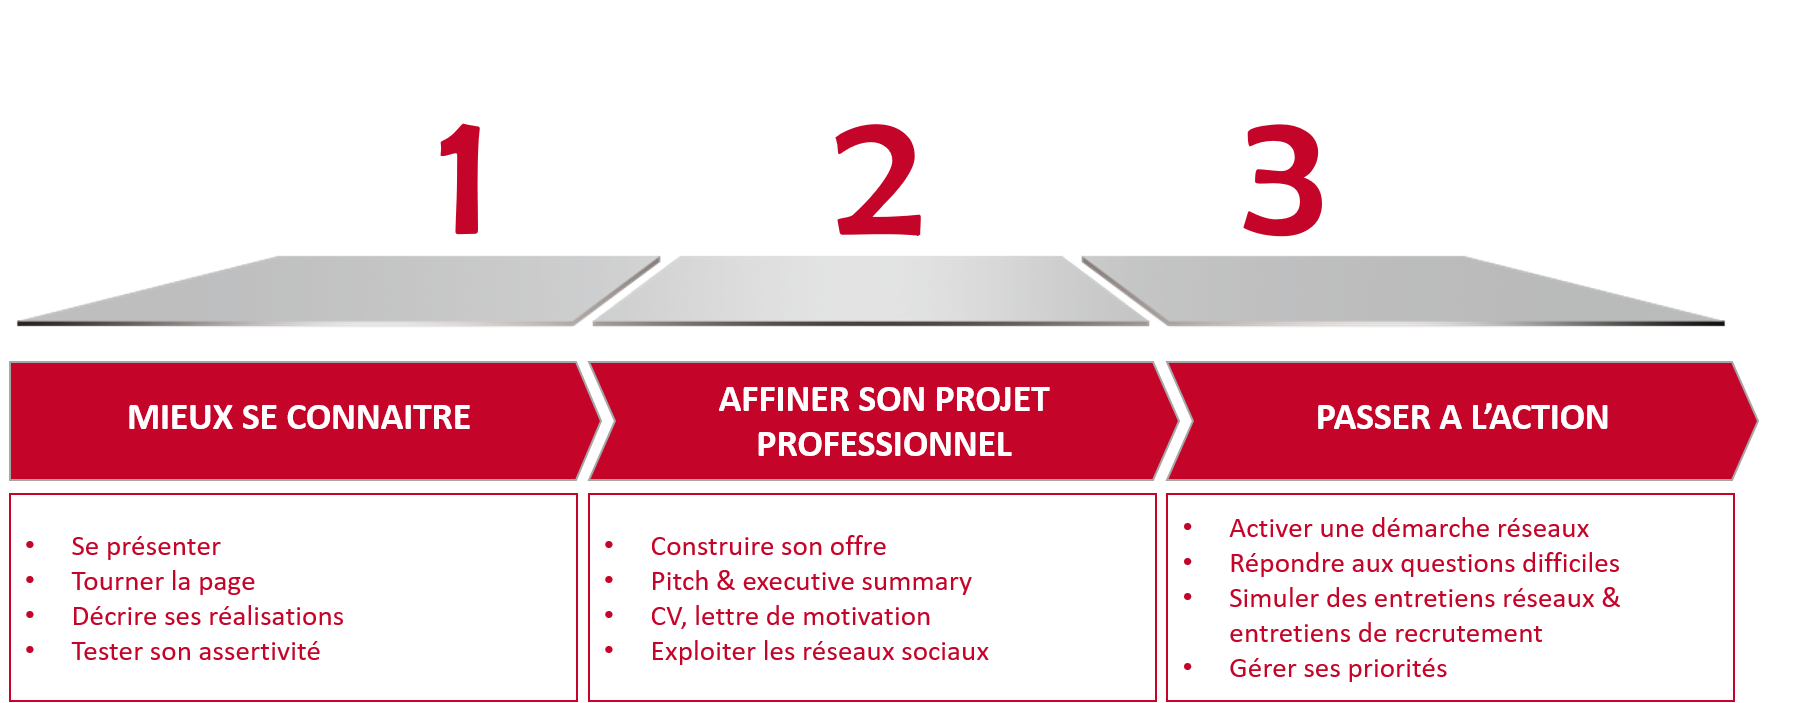 1
2
3
MIEUX SE CONNAITRE
AFFINER SON PROJET
PROFESSIONNEL
PASSER A L’ACTION
• Se présenter
• Tourner la page
• Décrire ses réalisations
• Tester son assertivité
• Construire son offre
• Pitch & executive summary
• CV, lettre de motivation
• Exploiter les réseaux sociaux
• Activer une démarche réseaux
• Répondre aux questions difficiles
• Simuler des entretiens réseaux &
entretiens de recrutement
• Gérer ses priorités